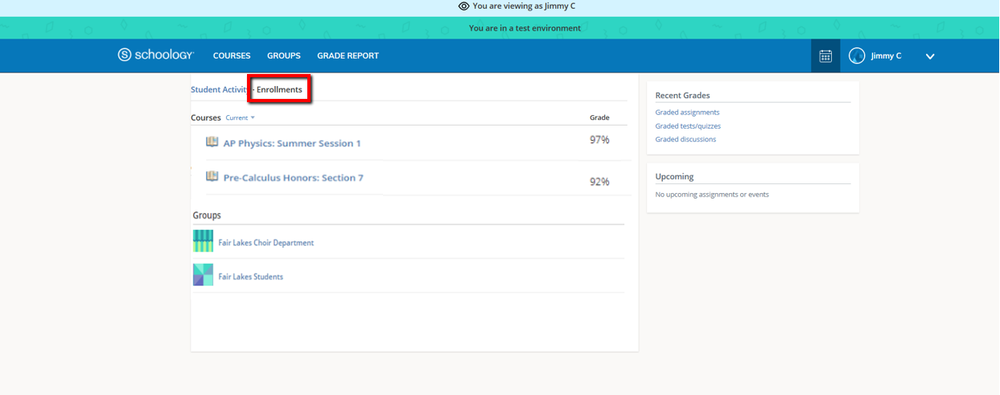 You are viewing as Jimmy C
You are in a test environment
S schoology COURSES GROUPS GRADE REPORT Jimmy C
Student Activity · Enrollments
Courses Current Grade
AP Physics: Summer Session 1 97%
Pre-Calculus Honors: Section 7 92%
Groups
Fair Lakes Choir Department
Fair Lakes Students
Recent Grades
Graded assignments
Graded tests/quizzes
Graded discussions
Upcoming
No upcoming assignments or events